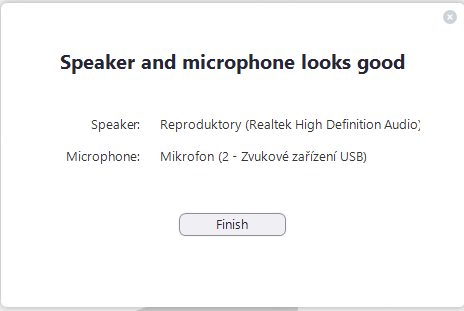 Speaker and microphone looks good
Speaker: Reproduktory (Realtek High Definition Audio)
Microphone: Mikrofon (2 - Zvukové zařízení USB)
Finish